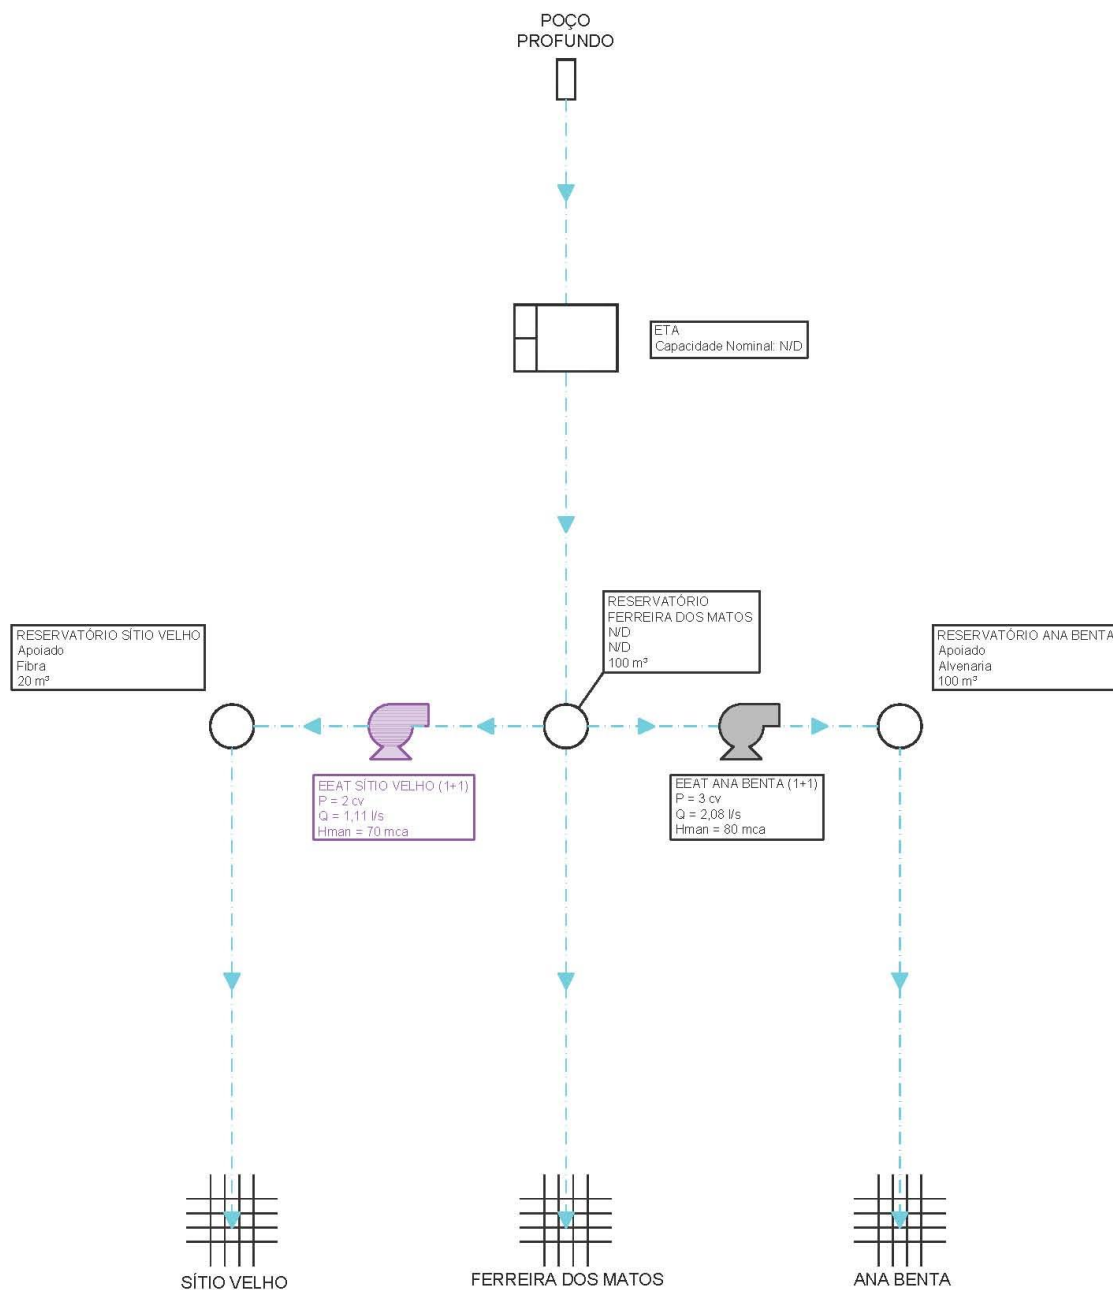 POÇO
PROFUNDO
ETA
Capacidade Nominal: N/D
RESERVATÓRIO
FERREIRA DOS MATOS
N/D
N/D
100 m³
RESERVATÓRIO SÍTIO VELHO
Apoiado
Fibra
20 m³
RESERVATÓRIO ANA BENTA
Apoiado
Alvenaria
100 m³
EEAT SÍTIO VELHO (1+1)
P = 2 cv
Q = 1,11 l/s
Hman = 70 mca
EEAT ANA BENTA (1+1)
P = 3 cv
Q = 2,08 l/s
Hman = 80 mca
SÍTIO VELHO
FERREIRA DOS MATOS
ANA BENTA